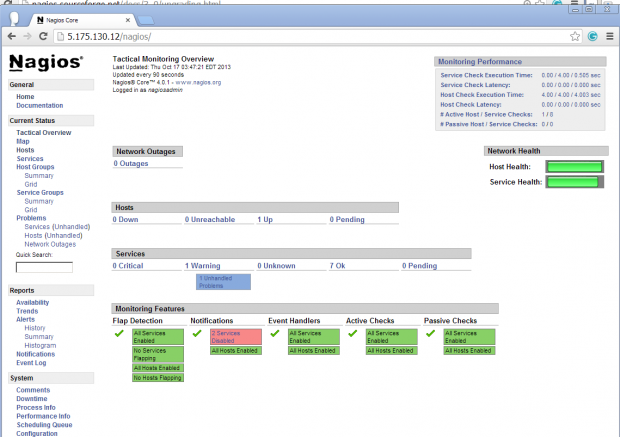 Nagios Core
5.175.130.12/nagios/
Nagios®
General
Home
Documentation
Current Status
Tactical Overview
Map
Hosts
Services
Host Groups
Summary
Grid
Service Groups
Summary
Grid
Problems
Services (Unhandled)
Hosts (Unhandled)
Network Outages
Quick Search:
Reports
Availability
Trends
Alerts
History
Summary
Histogram
Notifications
Event Log
System
Comments
Downtime
Process Info
Performance Info
Scheduling Queue
Configuration
Tactical Monitoring Overview
Last Updated: Thu Oct 17 03:47:21 EDT 2013
Updated every 90 seconds
Nagios® Core™ 4.0.1 - www.nagios.org
Logged in as nagiosadmin
Monitoring Performance
Service Check Execution Time: 0.00 / 4.00 / 0.505 sec
Service Check Latency: 0.00 / 0.00 / 0.000 sec
Host Check Execution Time: 4.00 / 4.00 / 4.003 sec
Host Check Latency: 0.00 / 0.00 / 0.000 sec
# Active Host / Service Checks: 1 / 8
# Passive Host / Service Checks: 0 / 0
Network Outages
0 Outages
Network Health
Host Health:
Service Health:
Hosts
0 Down 0 Unreachable 1 Up 0 Pending
Services
0 Critical 1 Warning 0 Unknown 7 Ok 0 Pending
1 Unhandled
Problems
Monitoring Features
Flap Detection Notifications Event Handlers Active Checks Passive Checks
All Services
Enabled
No Services
Flapping
All Hosts Enabled
No Hosts Flapping
2 Services
Disabled
All Hosts Enabled
All Services
Enabled
All Hosts Enabled
All Services
Enabled
All Hosts Enabled
All Services
Enabled
All Hosts Enabled